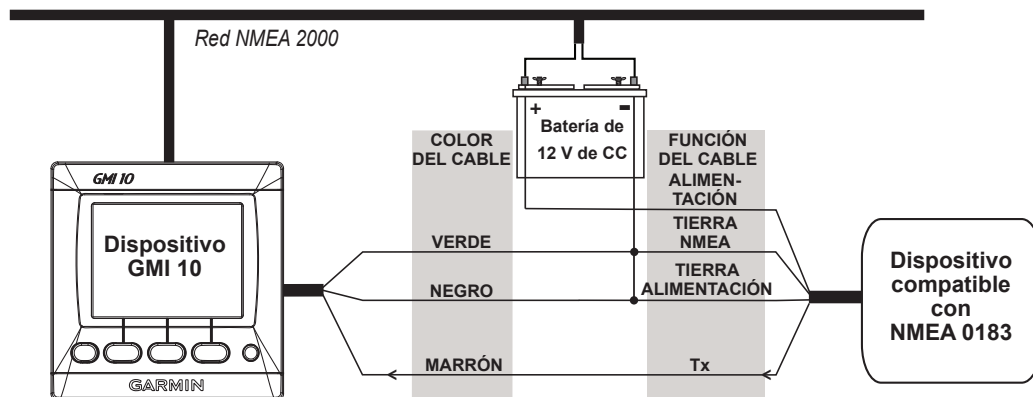 Red NMEA 2000
+ -
Batería de
12 V de CC
COLOR
DEL CABLE
FUNCIÓN
DEL CABLE
ALIMEN-
TACIÓN
GMI 10
Dispositivo
GMI 10
VERDE
TIERRA
NMEA
NEGRO
TIERRA
ALIMENTACIÓN
MARRÓN
Tx
GARMIN
Dispositivo
compatible
con
NMEA 0183